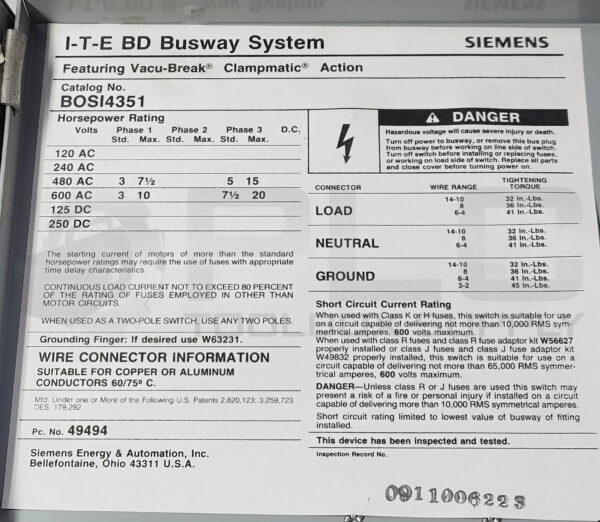 I-T-E BD Busway System
SIEMENS
Featuring Vacu-Break® Clampmatic® Action
Catalog No.
BOSI4351
Horsepower Rating
Volts Phase 1 Phase 2 Phase 3 D.C.
Std. Max. Std. Max. Std. Max.
120 AC
240 AC
480 AC 3 7½ 5 15
600 AC 3 10 7½ 20
125 DC
250 DC
The starting current of motors of more than the standard
horsepower ratings may require the use of fuses with appropriate
time delay characteristics.
CONTINUOUS LOAD CURRENT NOT TO EXCEED 80 PERCENT
OF THE RATING OF FUSES EMPLOYED IN OTHER THAN
MOTOR CIRCUITS.
WHEN USED AS A TWO-POLE SWITCH, USE ANY TWO POLES.
Grounding Finger: If desired use W63231.
WIRE CONNECTOR INFORMATION
SUITABLE FOR COPPER OR ALUMINUM
CONDUCTORS 60/75° C.
Mfd. Under one or More of the Following U.S. Patents 2,820,123; 3,259,723
DES. 179,292.
Pc. No. 49494
Siemens Energy & Automation, Inc.
Bellefontaine, Ohio 43311 U.S.A.
DANGER
Hazardous voltage will cause severe injury or death.
Turn off power to busway, or remove this bus plug
from busway before working on line side of switch.
Turn off switch before installing or replacing fuses,
or working on load side of switch. Replace all parts
and close cover before turning power on.
CONNECTOR WIRE RANGE TIGHTENING
TORQUE
LOAD
14-10 32 In.-Lbs.
8 36 In.-Lbs.
6-4 41 In.-Lbs.
NEUTRAL
14-10 32 In.-Lbs.
8 36 In.-Lbs.
6-4 41 In.-Lbs.
GROUND
14-10 32 In.-Lbs.
8 36 In.-Lbs.
6-4 41 In.-Lbs.
3-2 45 In.-Lbs.
Short Circuit Current Rating
When used with Class K or H fuses, this switch is suitable for use
on a circuit capable of delivering not more than 10,000 RMS sym-
metrical amperes, 600 volts maximum.
When used with class R fuses and class R fuse adaptor kit W56627
properly installed or class J fuses and class J fuse adaptor kit
W49832 properly installed, this switch is suitable for use on a
circuit capable of delivering not more than 65,000 RMS symme-
trical amperes, 600 volts maximum.
DANGER—Unless class R or J fuses are used this switch may
present a risk of a fire or personal injury if installed on a circuit
capable of delivering more than 10,000 RMS symmetrical amperes.
Short circuit rating limited to lowest value of busway of fitting
installed.
This device has been inspected and tested.
Inspection Record No.
0911006223
PLC